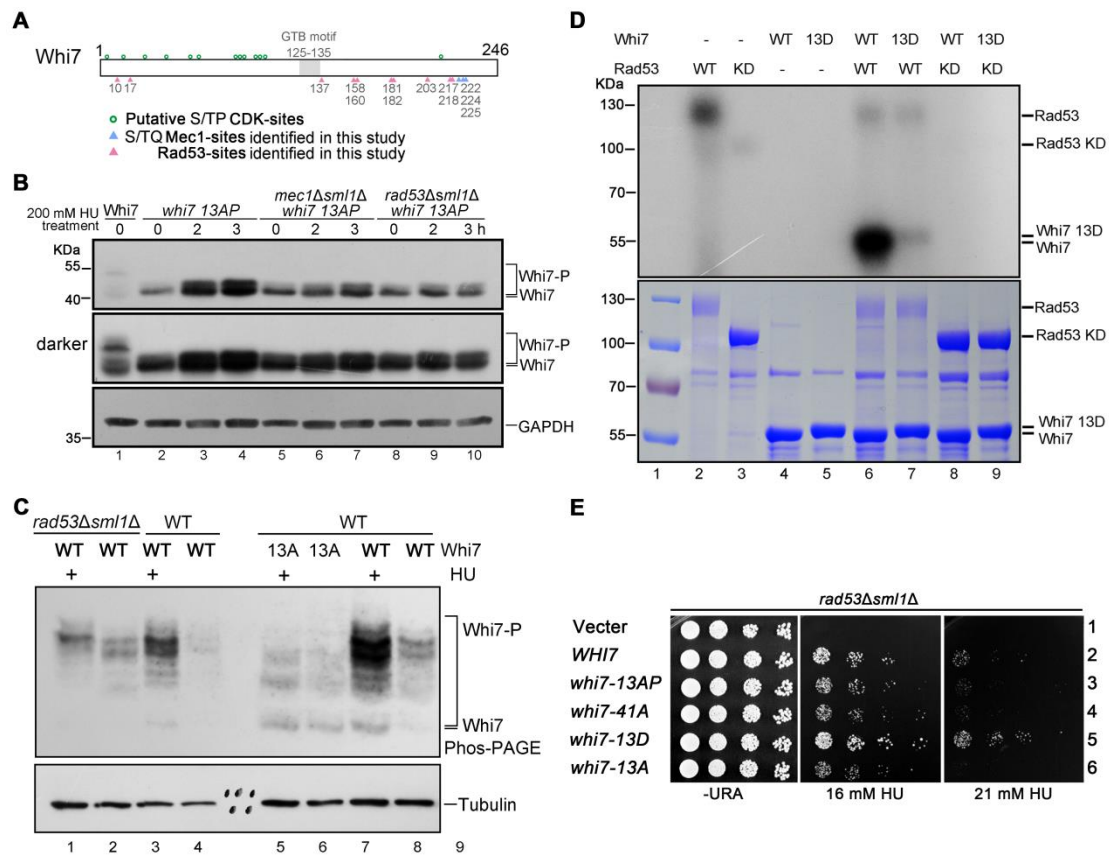 A
Whi7
1
GTB motif
125-135
246
10 17 137 158 181 203 217 222
160 182 218 224
225
Putative S/TP CDK-sites
S/TQ Mec1-sites identified in this study
Rad53-sites identified in this study
B
mec1Δsml1Δ rad53Δsml1Δ
Whi7 whi7 13AP whi7 13AP whi7 13AP
200 mM HU
treatment
0 0 2 3 0 2 3 0 2 3 h
KDa
55
40
Whi7-P
Whi7
darker
Whi7-P
Whi7
35
GAPDH
1 2 3 4 5 6 7 8 9 10
C
rad53Δsml1Δ WT WT
WT WT WT WT 13A 13A WT WT Whi7
+ + + + HU
Whi7-P
Whi7
Phos-PAGE
Tubulin
1 2 3 4 5 6 7 8 9
D
Whi7 - - WT 13D WT 13D WT 13D
Rad53 WT KD - - WT WT KD KD
KDa
130
100
70
55
Rad53
Rad53 KD
Whi7 13D
Whi7
130
100
70
55
Rad53
Rad53 KD
Whi7 13D
Whi7
1 2 3 4 5 6 7 8 9
E
rad53Δsml1Δ
Vecter 1
WHI7 2
whi7-13AP 3
whi7-41A 4
whi7-13D 5
whi7-13A 6
-URA 16 mM HU 21 mM HU